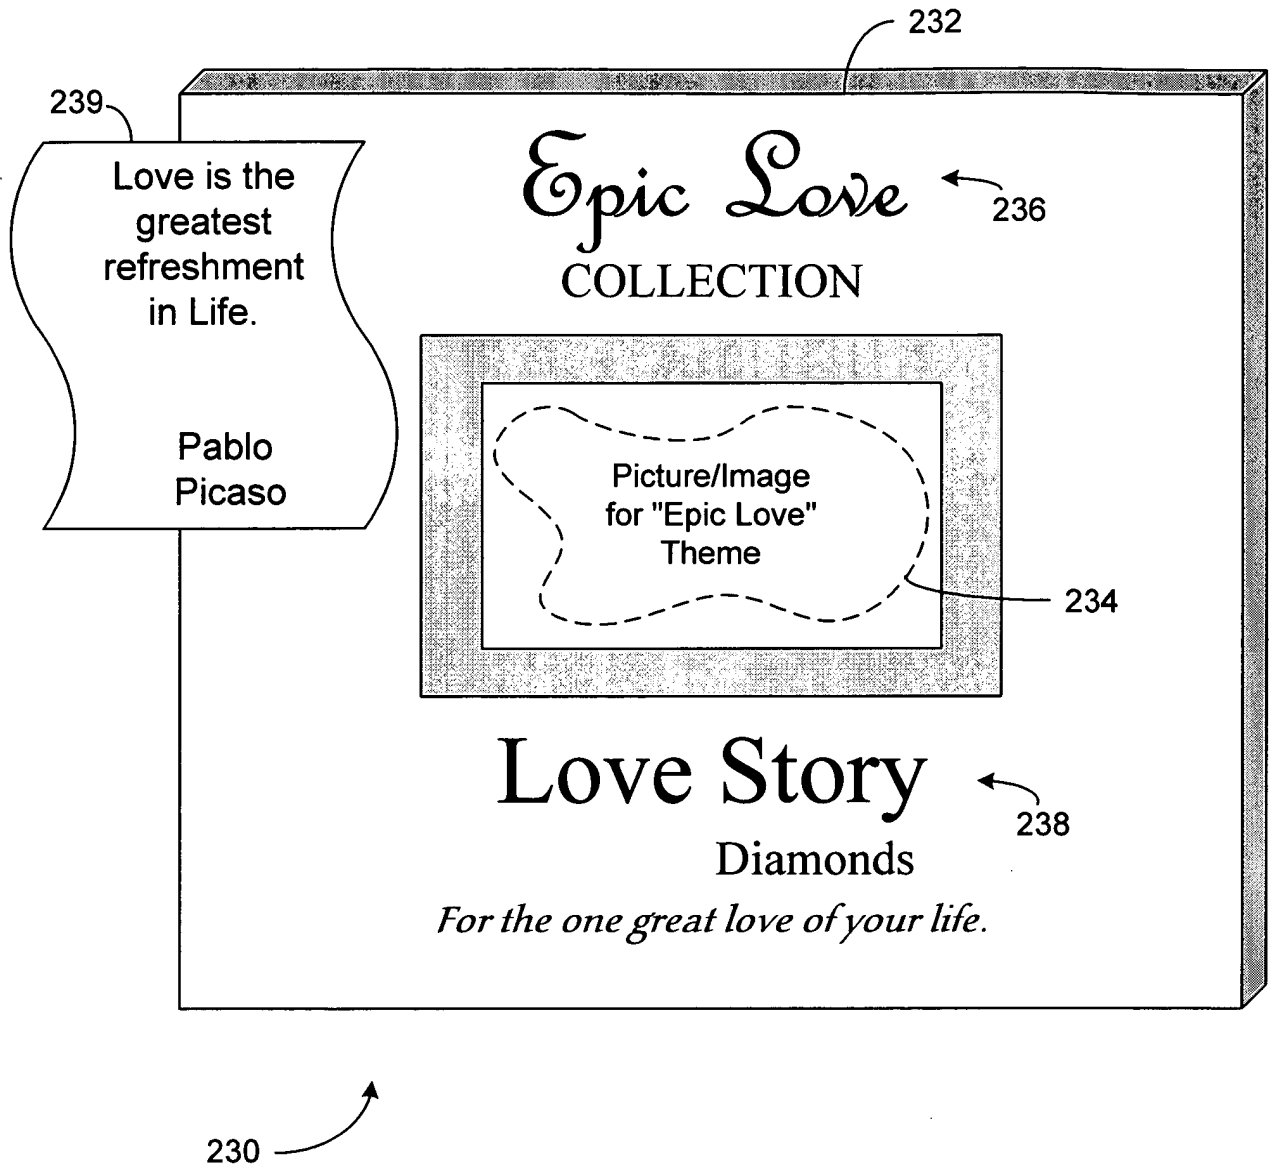 232
239
Love is the
greatest
refreshment
in Life.
Pablo
Picaso
Epic Love
236
COLLECTION
Picture/Image
for "Epic Love"
Theme
234
Love Story
238
Diamonds
For the one great love of your life.
230